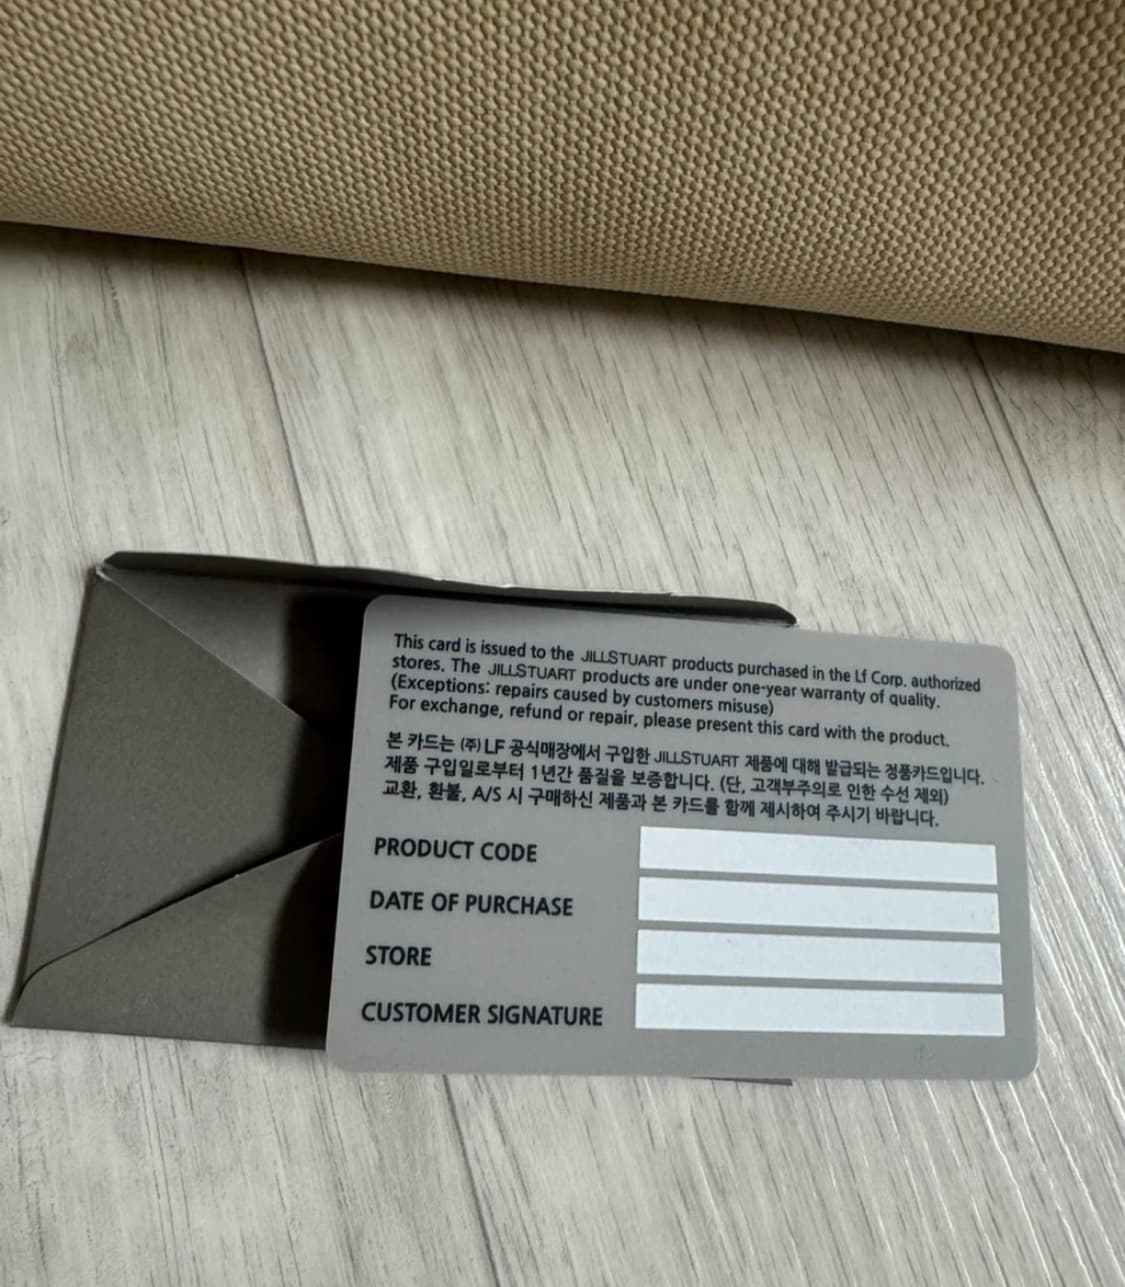 This card is issued to the JILLSTUART products purchased in the Lf Corp. authorized
stores. The JILLSTUART products are under one-year warranty of quality.
(Exceptions: repairs caused by customers misuse)
For exchange, refund or repair, please present this card with the product.
본 카드는 (주) LF 공식매장에서 구입한 JILLSTUART 제품에 대해 발급되는 정품카드입니다.
제품 구입일로부터 1년간 품질을 보증합니다. (단, 고객부주의로 인한 수선 제외)
교환, 환불, A/S 시 구매하신 제품과 본 카드를 함께 제시하여 주시기 바랍니다.
PRODUCT CODE
DATE OF PURCHASE
STORE
CUSTOMER SIGNATURE